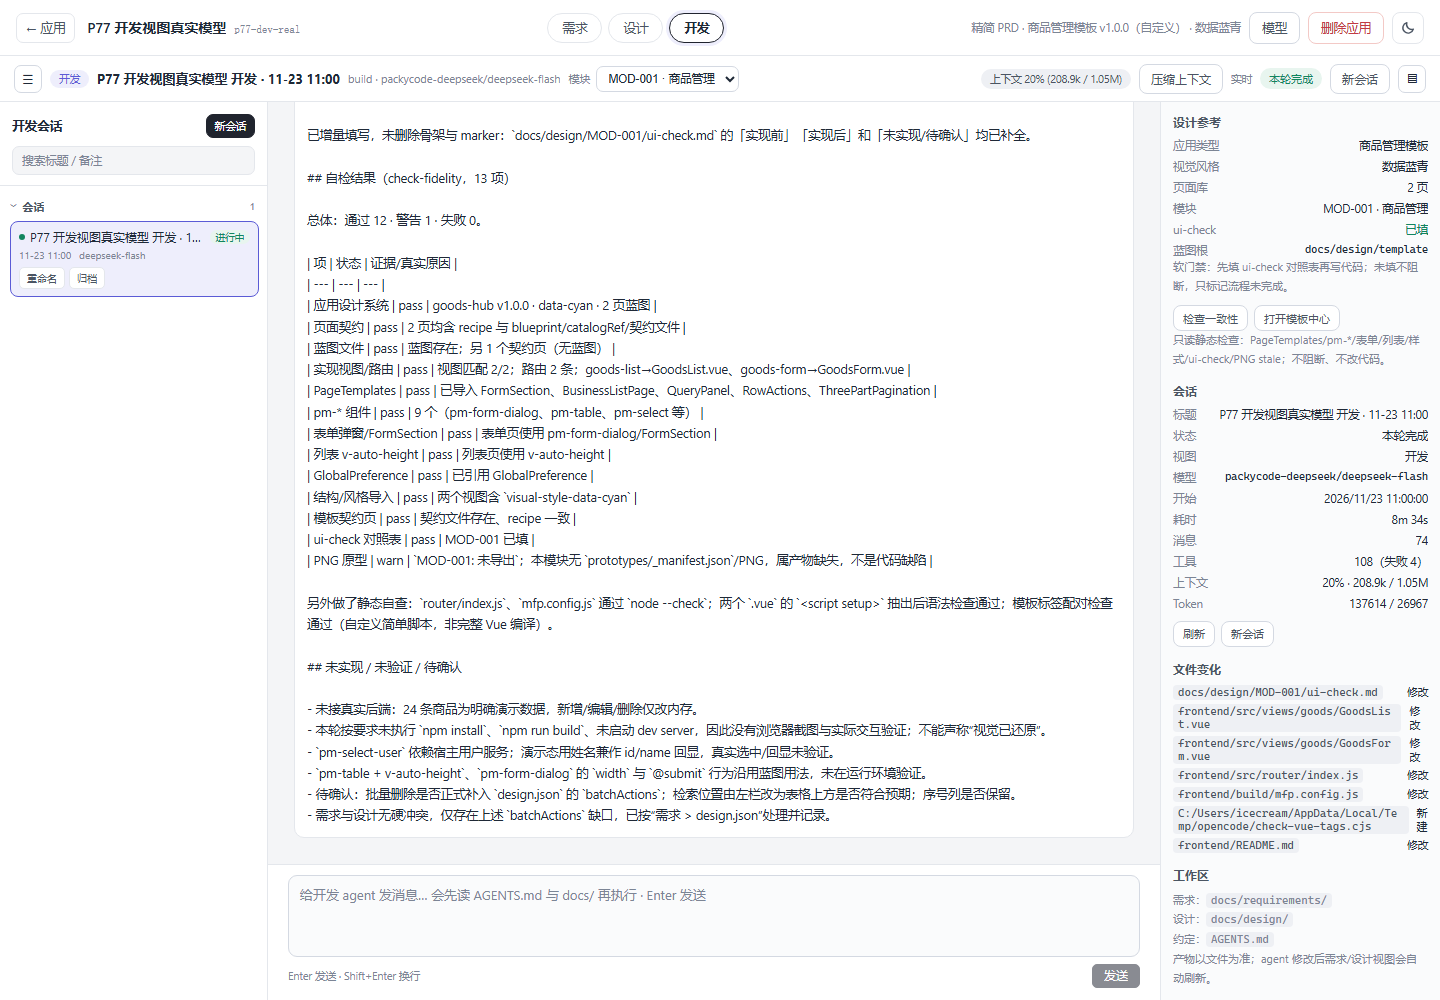 ← 应用
P77 开发视图真实模型 p77-dev-real
需求 设计 开发
精简 PRD · 商品管理模板 v1.0.0（自定义） · 数据蓝青 模型 删除应用
开发 P77 开发视图真实模型 开发 · 11-23 11:00 build · packycode-deepseek/deepseek-flash 模块 MOD-001 · 商品管理
上下文 20% (208.9k / 1.05M) 压缩上下文 实时 本轮完成 新会话
开发会话 新会话
搜索标题 / 备注
会话 1
P77 开发视图真实模型 开发 · 1... 进行中
11-23 11:00 deepseek-flash
重命名 归档
已增量填写，未删除骨架与 marker：`docs/design/MOD-001/ui-check.md` 的「实现前」「实现后」和「未实现/待确认」均已补全。
## 自检结果（check-fidelity，13 项）
总体：通过 12 · 警告 1 · 失败 0。
| 项 | 状态 | 证据/真实原因 |
| --- | --- | --- |
| 应用设计系统 | pass | goods-hub v1.0.0 · data-cyan · 2 页蓝图 |
| 页面契约 | pass | 2 页均含 recipe 与 blueprint/catalogRef/契约文件 |
| 蓝图文件 | pass | 蓝图存在；另 1 个契约页（无蓝图） |
| 实现视图/路由 | pass | 视图匹配 2/2；路由 2 条；goods-list→GoodsList.vue、goods-form→GoodsForm.vue |
| PageTemplates | pass | 已导入 FormSection、BusinessListPage、QueryPanel、RowActions、ThreePartPagination |
| pm-* 组件 | pass | 9 个（pm-form-dialog、pm-table、pm-select 等） |
| 表单弹窗/FormSection | pass | 表单页使用 pm-form-dialog/FormSection |
| 列表 v-auto-height | pass | 列表页使用 v-auto-height |
| GlobalPreference | pass | 已引用 GlobalPreference |
| 结构/风格导入 | pass | 两个视图含 `visual-style-data-cyan` |
| 模板契约页 | pass | 契约文件存在、recipe 一致 |
| ui-check 对照表 | pass | MOD-001 已填 |
| PNG 原型 | warn | `MOD-001: 未导出`；本模块无 `prototypes/_manifest.json`/PNG，属产物缺失，不是代码缺陷 |
另外做了静态自查：`router/index.js`、`mfp.config.js` 通过 `node --check`；两个 `.vue` 的 `<script setup>` 抽出后语法检查通过；模板标签配对检查
通过（自定义简单脚本，非完整 Vue 编译）。
## 未实现 / 未验证 / 待确认
- 未接真实后端：24 条商品为明确演示数据，新增/编辑/删除仅改内存。
- 本轮按要求未执行 `npm install`、`npm run build`、未启动 dev server，因此没有浏览器截图与实际交互验证；不能声称“视觉已还原”。
- `pm-select-user` 依赖宿主用户服务；演示态用姓名兼作 id/name 回显，真实选中/回显未验证。
- `pm-table + v-auto-height`、`pm-form-dialog` 的 `width` 与 `@submit` 行为沿用蓝图用法，未在运行环境验证。
- 待确认：批量删除是否正式补入 `design.json` 的 `batchActions`；检索位置由左栏改为表格上方是否符合预期；序号列是否保留。
- 需求与设计无硬冲突，仅存在上述 `batchActions` 缺口，已按“需求 > design.json”处理并记录。
给开发 agent 发消息... 会先读 AGENTS.md 与 docs/ 再执行 · Enter 发送
Enter 发送 · Shift+Enter 换行 发送
设计参考
应用类型 商品管理模板
视觉风格 数据蓝青
页面库 2 页
模块 MOD-001 · 商品管理
ui-check 已填
蓝图根 docs/design/template
软门禁：先填 ui-check 对照表再写代码；未填不阻
断，只标记流程未完成。
检查一致性 打开模板中心
只读静态检查：PageTemplates/pm-*/表单/列表/样
式/ui-check/PNG stale；不阻断、不改代码。
会话
标题 P77 开发视图真实模型 开发 · 11-23 11:00
状态 本轮完成
视图 开发
模型 packycode-deepseek/deepseek-flash
开始 2026/11/23 11:00:00
耗时 8m 34s
消息 74
工具 108（失败 4）
上下文 20% · 208.9k / 1.05M
Token 137614 / 26967
刷新 新会话
文件变化
docs/design/MOD-001/ui-check.md 修改
frontend/src/views/goods/GoodsLis
t.vue 修改
frontend/src/views/goods/GoodsFor
m.vue 修改
frontend/src/router/index.js 修改
frontend/build/mfp.config.js 修改
C:/Users/icecream/AppData/Local/Te
mp/opencode/check-vue-tags.cjs 新建
frontend/README.md 修改
工作区
需求： docs/requirements/
设计： docs/design/
约定： AGENTS.md
产物以文件为准；agent 修改后需求/设计视图会自
动刷新。